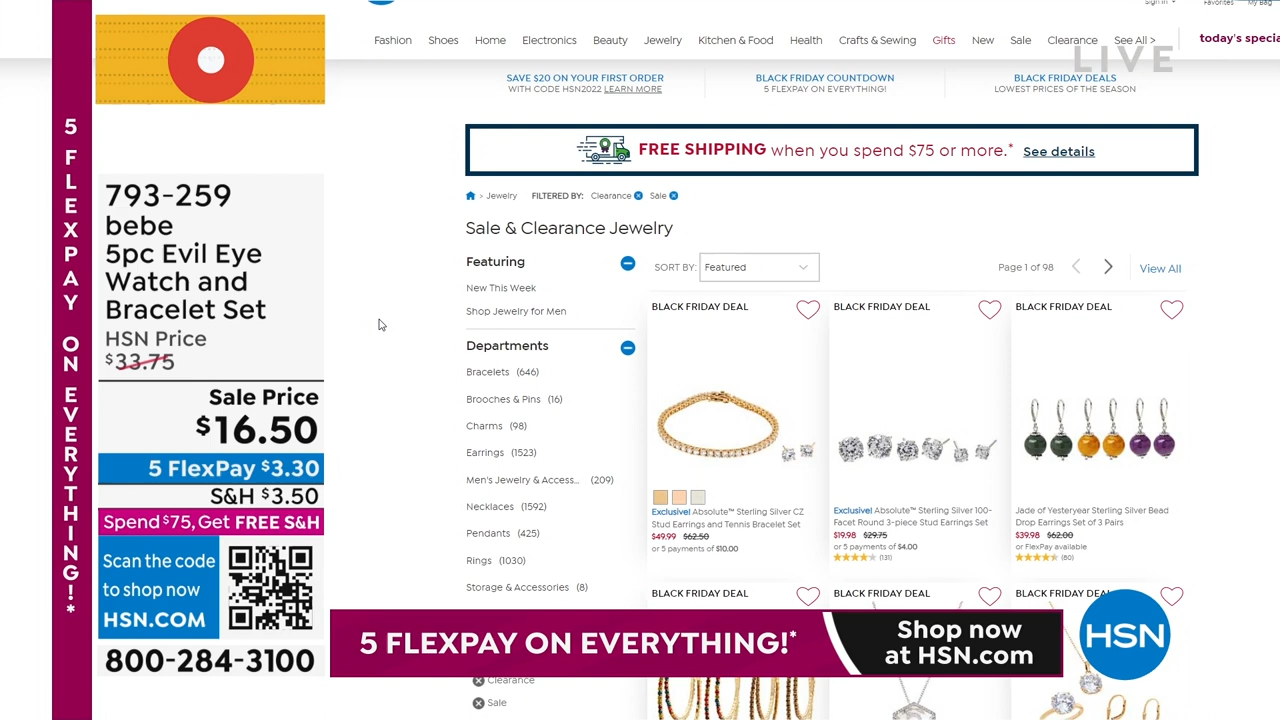 5 FLEXPAY ON EVERYTHING!*
793-259
bebe
5pc Evil Eye
Watch and
Bracelet Set
HSN Price
$33.75
Sale Price
$16.50
5 FlexPay $3.30
S&H $3.50
Spend $75, Get FREE S&H
Scan the code
to shop now
HSN.COM
800-284-3100
Sign in
Favorites
My Bag
Fashion Shoes Home Electronics Beauty Jewelry Kitchen & Food Health Crafts & Sewing Gifts New Sale Clearance See All >
today's specia
LIVE
SAVE $20 ON YOUR FIRST ORDER
WITH CODE HSN2022 LEARN MORE
BLACK FRIDAY COUNTDOWN
5 FLEXPAY ON EVERYTHING!
BLACK FRIDAY DEALS
LOWEST PRICES OF THE SEASON
FREE SHIPPING when you spend $75 or more.* See details
> Jewelry FILTERED BY: Clearance Sale
Sale & Clearance Jewelry
Featuring
New This Week
Shop Jewelry for Men
Departments
Bracelets (646)
Brooches & Pins (16)
Charms (98)
Earrings (1523)
Men's Jewelry & Access... (209)
Necklaces (1592)
Pendants (425)
Rings (1030)
Storage & Accessories (8)
Clearance
Sale
SORT BY: Featured
Page 1 of 98
View All
BLACK FRIDAY DEAL
Exclusive! Absolute™ Sterling Silver CZ
Stud Earrings and Tennis Bracelet Set
$49.99 $62.50
or 5 payments of $10.00
BLACK FRIDAY DEAL
Exclusive! Absolute™ Sterling Silver 100-
Facet Round 3-piece Stud Earrings Set
$19.98 $29.75
or 5 payments of $4.00
(131)
BLACK FRIDAY DEAL
Jade of Yesteryear Sterling Silver Bead
Drop Earrings Set of 3 Pairs
$39.98 $62.00
or FlexPay available
(80)
BLACK FRIDAY DEAL
BLACK FRIDAY DEAL
BLACK FRIDAY DEAL
5 FLEXPAY ON EVERYTHING!*
Shop now
at HSN.com
HSN